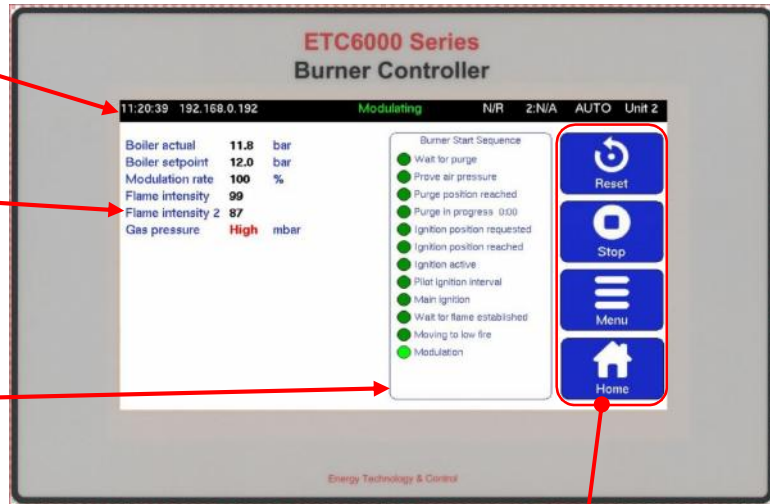 ETC6000 Series
Burner Controller
11:20:39 192.168.0.192 Modulating N/R 2:N/A AUTO Unit 2
Boiler actual 11.8 bar
Boiler setpoint 12.0 bar
Modulation rate 100 %
Flame intensity 99
Flame intensity 2 87
Gas pressure High mbar
Burner Start Sequence
Wait for purge
Prove air pressure
Purge position reached
Purge in progress 0:00
Ignition position requested
Ignition position reached
Ignition active
Pilot ignition interval
Main ignition
Wait for flame established
Moving to low fire
Modulation
Reset
Stop
Menu
Home
Energy Technology & Control